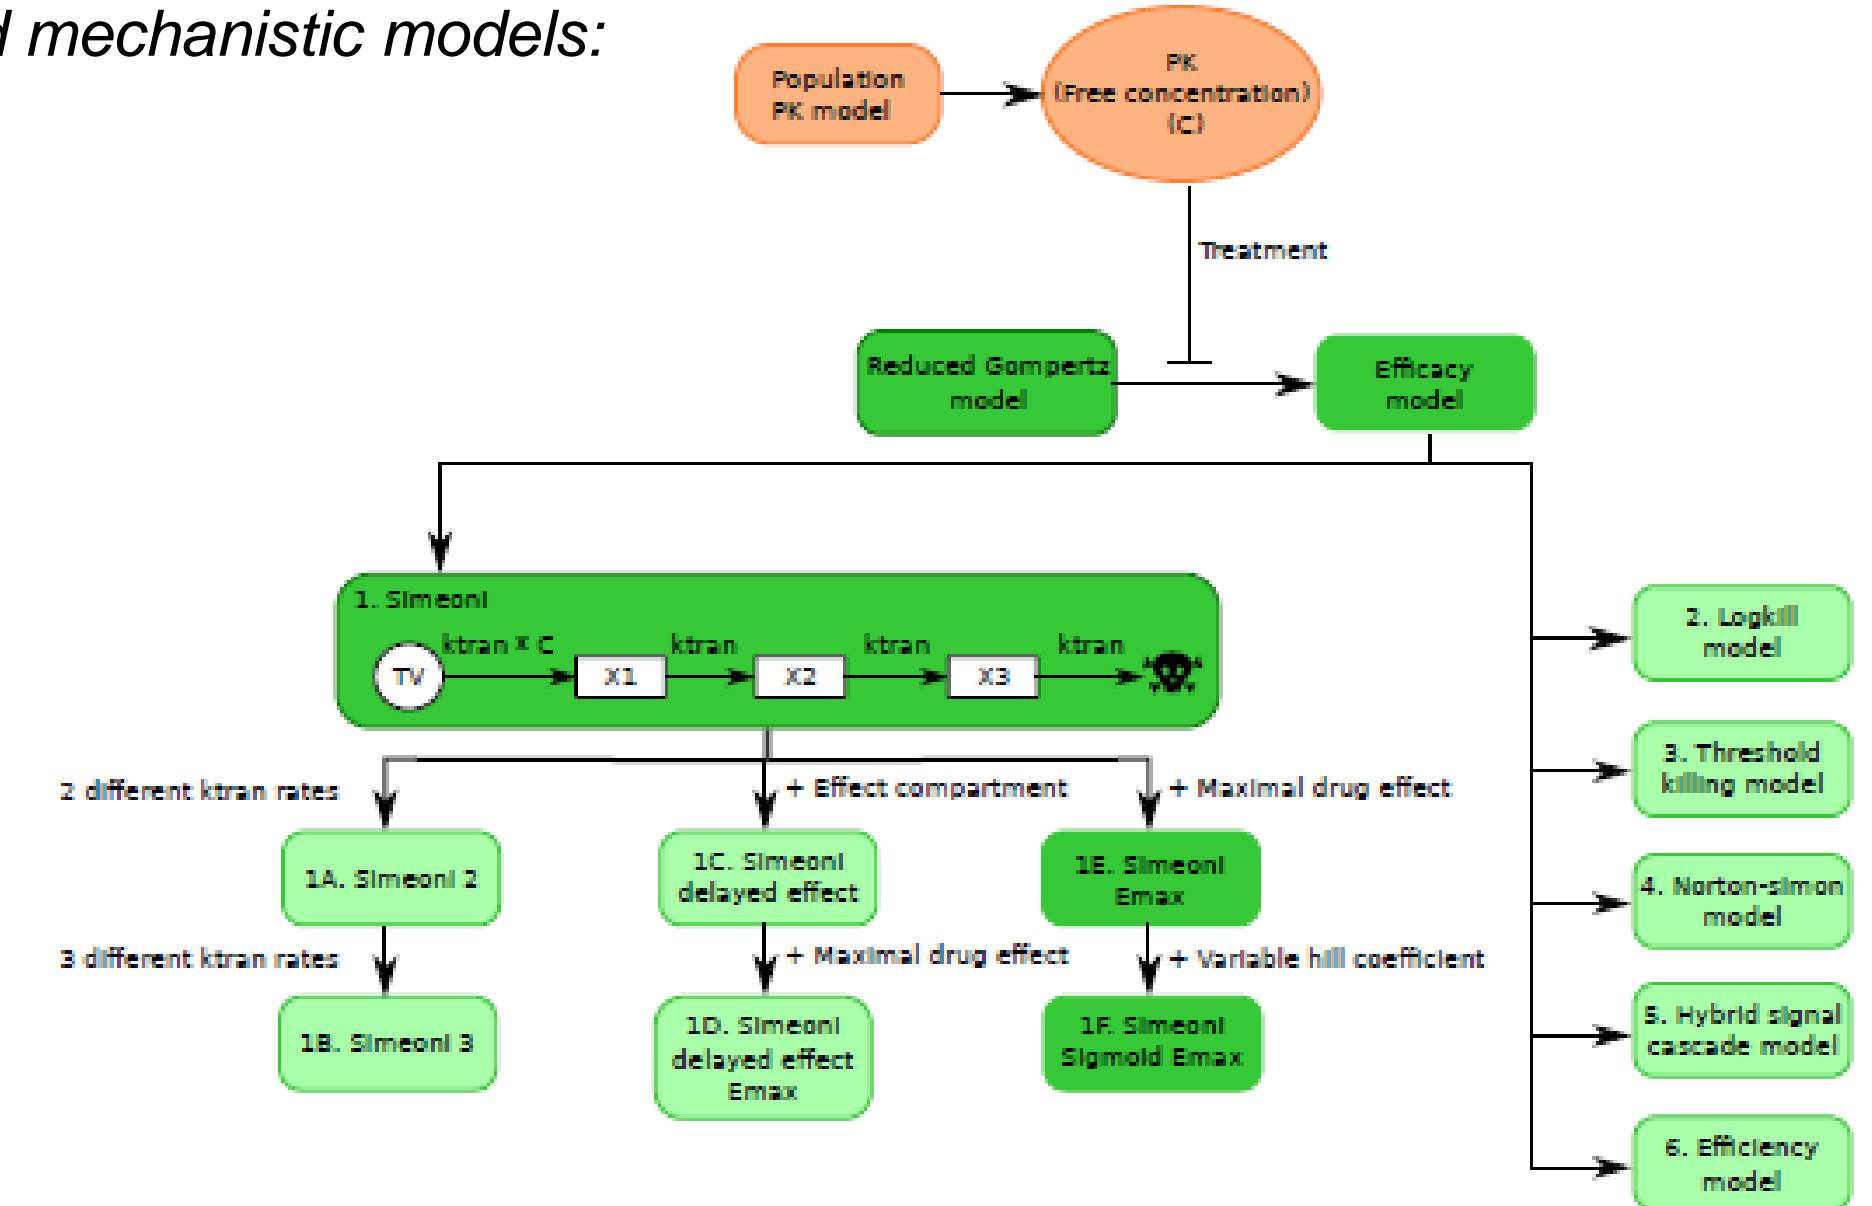 d mechanistic models:
Population
PK model
PK
(Free concentration)
(C)
Treatment
Reduced Gompertz
model
Efficacy
model
1. Simeoni
ktran x C
ktran
ktran
ktran
TV
X1
X2
X3
2 different ktran rates
+ Effect compartment
+ Maximal drug effect
1A. Simeoni 2
1C. Simeoni
delayed effect
1E. Simeoni
Emax
3 different ktran rates
+ Maximal drug effect
+ Variable hill coefficient
1B. Simeoni 3
1D. Simeoni
delayed effect
Emax
1F. Simeoni
Sigmoid Emax
2. Logkill
model
3. Threshold
killing model
4. Norton-simon
model
5. Hybrid signal
cascade model
6. Efficiency
model